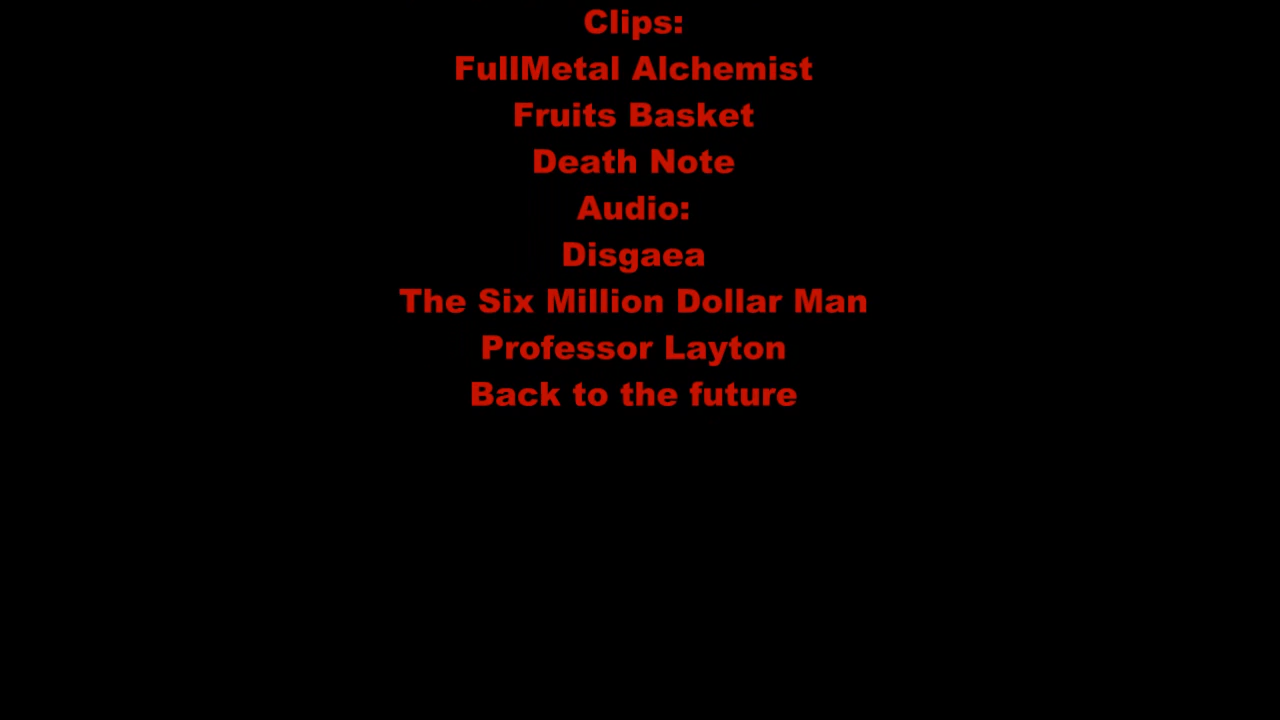 Clips:
FullMetal Alchemist
Fruits Basket
Death Note
Audio:
Disgaea
The Six Million Dollar Man
Professor Layton
Back to the future